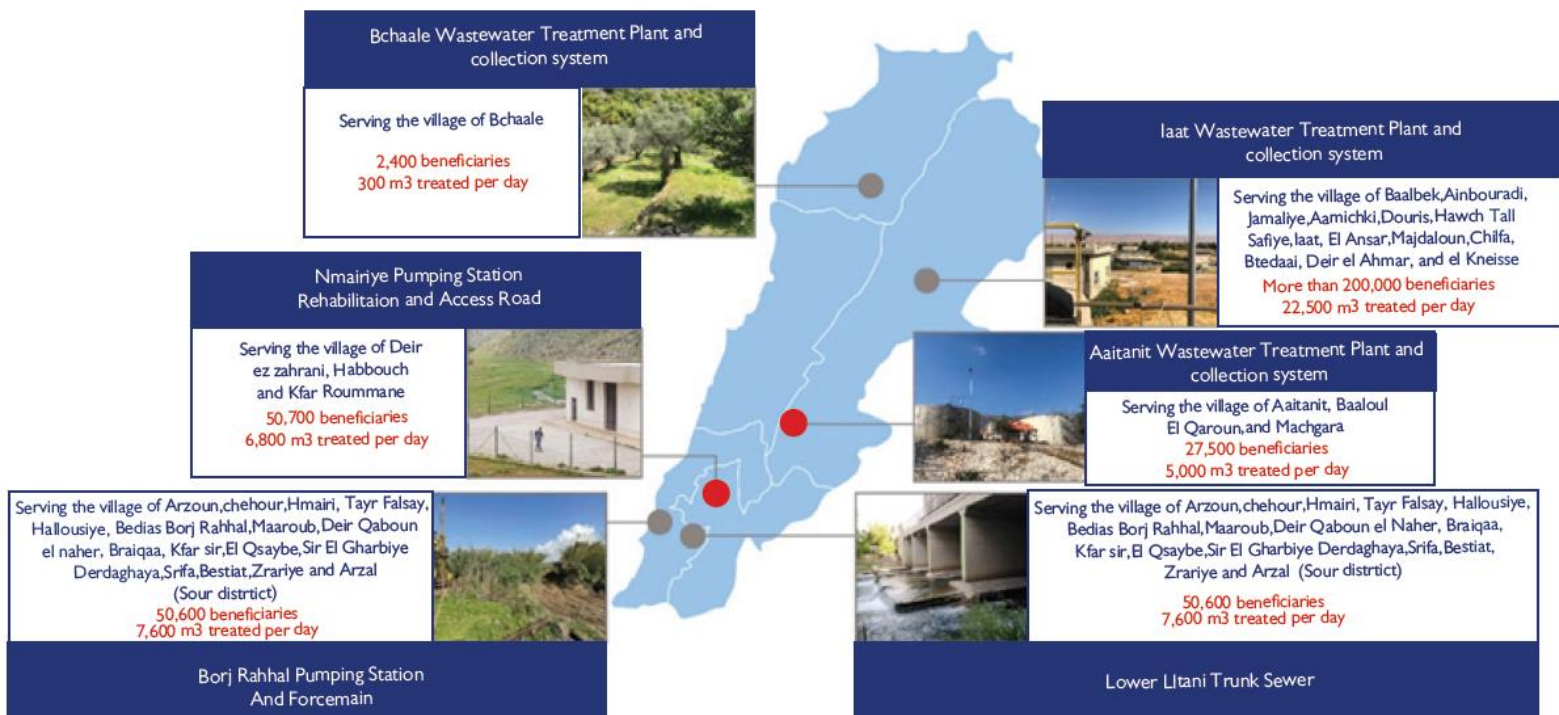 Bchaale Wastewater Treatment Plant and
collection system
Serving the village of Bchaale
2,400 beneficiaries
300 m3 treated per day
Iaat Wastewater Treatment Plant and
collection system
Serving the village of Baalbek,Ainbouradi,
Jamaliye,Aamichki,Douris,Hawch Tall
Safiye,Iaat, El Ansar,Majdaloun,Chilfa,
Btedaai, Deir el Ahmar, and el Kneisse
More than 200,000 beneficiaries
22,500 m3 treated per day
Nmairiye Pumping Station
Rehabilitaion and Access Road
Serving the village of Deir
ez zahrani, Habbouch
and Kfar Roummane
50,700 beneficiaries
6,800 m3 treated per day
Aaitanit Wastewater Treatment Plant and
collection system
Serving the village of Aaitanit, Baaloul
El Qaroun,and Machgara
27,500 beneficiaries
5,000 m3 treated per day
Serving the village of Arzoun,chehour,Hmairi, Tayr Falsay,
Hallousiye, Bedias Borj Rahhal,Maaroub,Deir Qaboun
el naher, Braiqaa, Kfar sir,El Qsaybe,Sir El Gharbiye
Derdaghaya,Srifa,Bestiat,Zrariye and Arzal
(Sour distrtict)
50,600 beneficiaries
7,600 m3 treated per day
Borj Rahhal Pumping Station
And Forcemain
Serving the village of Arzoun,chehour,Hmairi, Tayr Falsay, Hallousiye,
Bedias Borj Rahhal,Maaroub,Deir Qaboun el Naher, Braiqaa,
Kfar sir,El Qsaybe,Sir El Gharbiye Derdaghaya,Srifa,Bestiat,
Zrariye and Arzal (Sour distrtict)
50,600 beneficiaries
7,600 m3 treated per day
Lower LItani Trunk Sewer